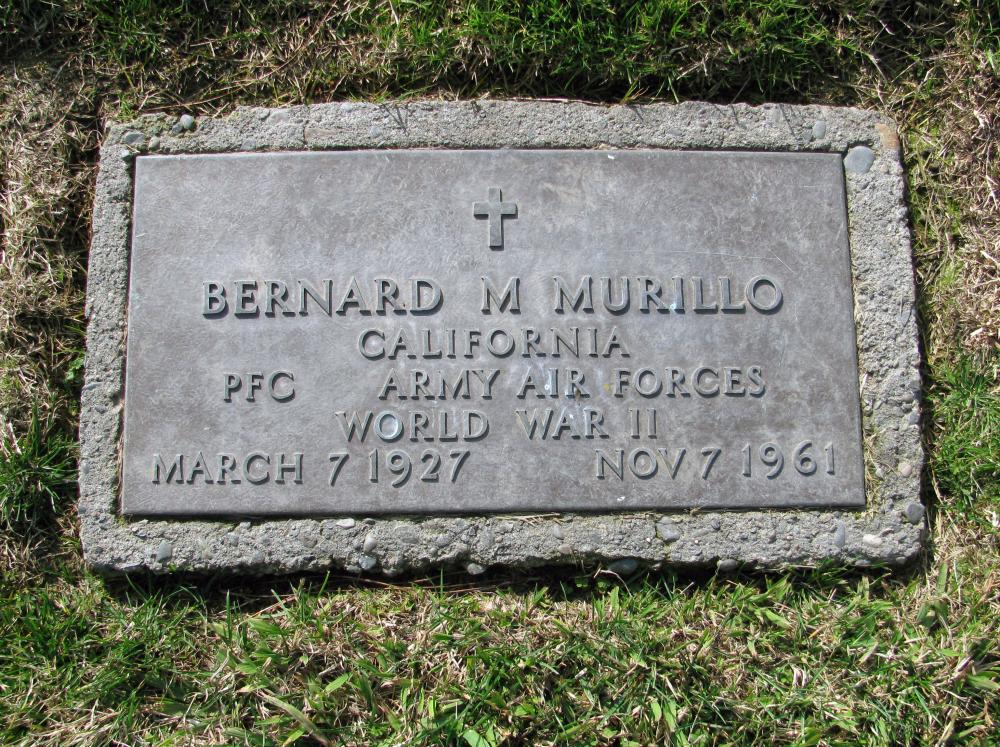 BERNARD M MURILLO
CALIFORNIA
PFC ARMY AIR FORCES
WORLD WAR II
MARCH 7 1927 NOV 7 1961